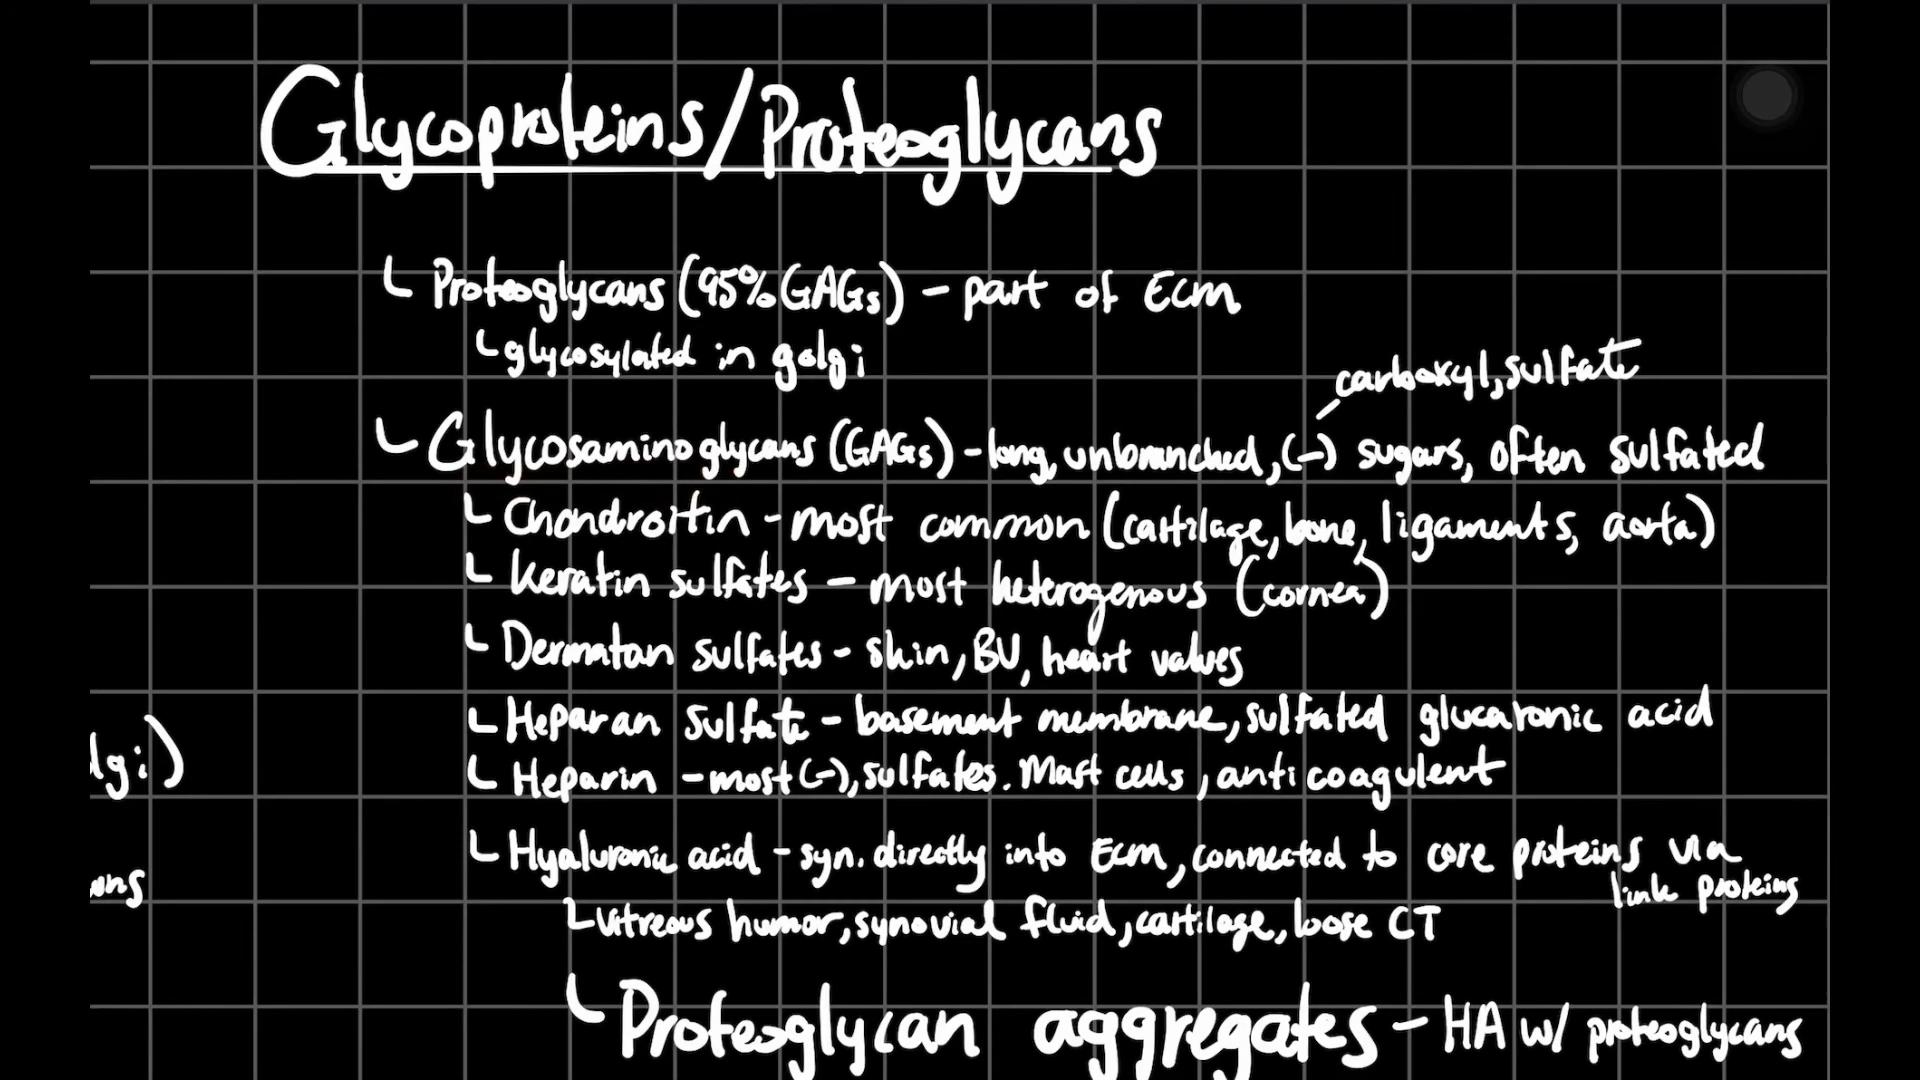 Glycoproteins/Proteoglycans
Proteoglycans (95% GAGs) - part of ECM
glycosylated in golgi
carboxyl, sulfate
Glycosaminoglycans (GAGs) - long, unbranched, (-) sugars, often sulfated
Chondroitin - most common (cartilage, bone, ligaments, aorta)
Keratin sulfates - most heterogenous (cornea)
Dermatan sulfates - skin, BV, heart valves
Heparan sulfate - basement membrane, sulfated glucaronic acid
lgi)
Heparin - most (-), sulfates. Mast cells, anticoagulent
Hyaluronic acid - syn. directly into ECM, connected to core proteins via
link proteins
ans
vitreous humor, synovial fluid, cartilage, loose CT
Proteoglycan aggregates - HA w/ proteoglycans